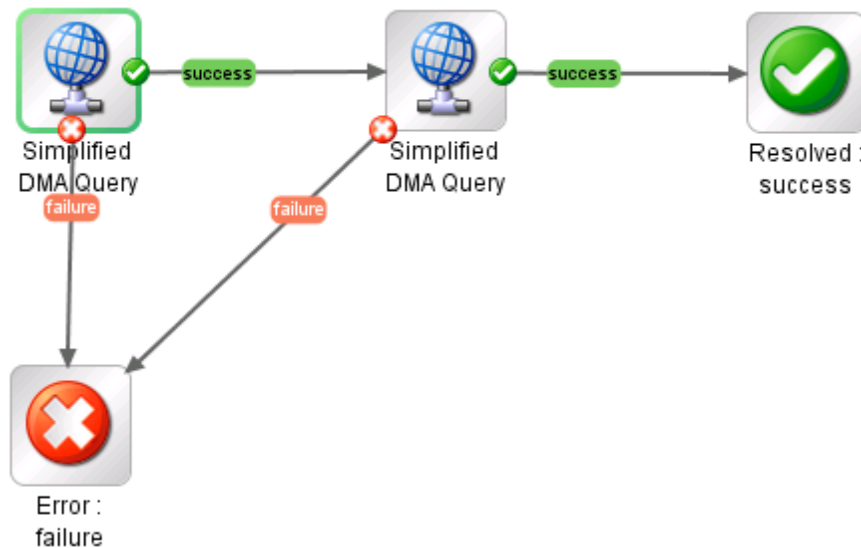 success
success
Simplified
DMA Query
Simplified
DMA Query
Resolved :
success
failure
failure
Error :
failure